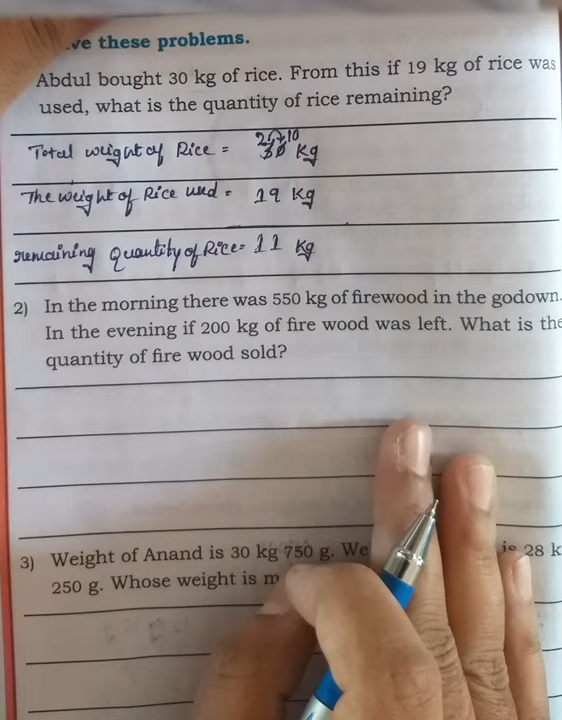 ve these problems.
Abdul bought 30 kg of rice. From this if 19 kg of rice was
used, what is the quantity of rice remaining?
Total weight of Rice = 30 Kg
The weight of Rice used = 19 Kg
remaining Quantity of Rice = 11 Kg
2) In the morning there was 550 kg of firewood in the godown.
In the evening if 200 kg of fire wood was left. What is the
quantity of fire wood sold?
3) Weight of Anand is 30 kg 750 g. We is 28 k
250 g. Whose weight is m